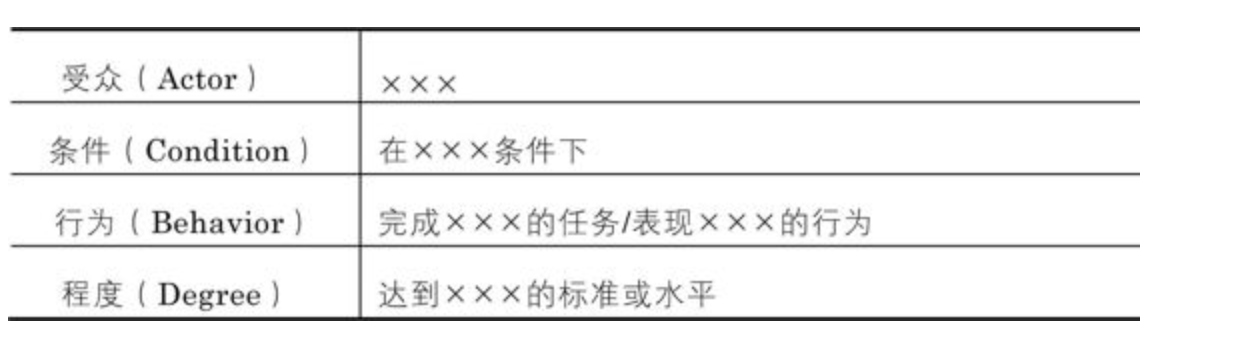 受众（Actor） ×××
条件（Condition） 在×××条件下
行为（Behavior） 完成×××的任务/表现×××的行为
程度（Degree） 达到×××的标准或水平